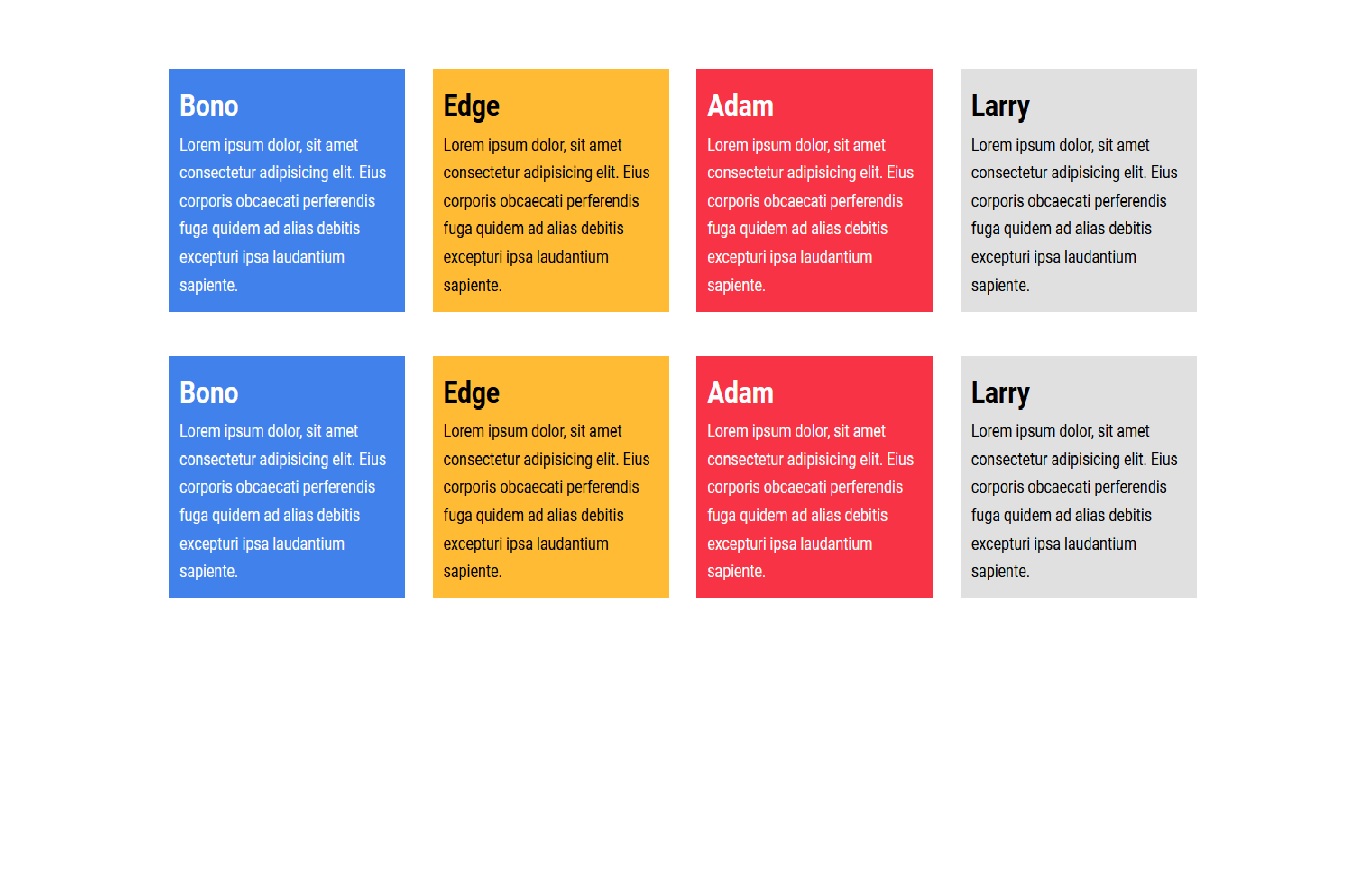 Bono
Lorem ipsum dolor, sit amet
consectetur adipisicing elit. Eius
corporis obcaecati perferendis
fuga quidem ad alias debitis
excepturi ipsa laudantium
sapiente.
Edge
Lorem ipsum dolor, sit amet
consectetur adipisicing elit. Eius
corporis obcaecati perferendis
fuga quidem ad alias debitis
excepturi ipsa laudantium
sapiente.
Adam
Lorem ipsum dolor, sit amet
consectetur adipisicing elit. Eius
corporis obcaecati perferendis
fuga quidem ad alias debitis
excepturi ipsa laudantium
sapiente.
Larry
Lorem ipsum dolor, sit amet
consectetur adipisicing elit. Eius
corporis obcaecati perferendis
fuga quidem ad alias debitis
excepturi ipsa laudantium
sapiente.
Bono
Lorem ipsum dolor, sit amet
consectetur adipisicing elit. Eius
corporis obcaecati perferendis
fuga quidem ad alias debitis
excepturi ipsa laudantium
sapiente.
Edge
Lorem ipsum dolor, sit amet
consectetur adipisicing elit. Eius
corporis obcaecati perferendis
fuga quidem ad alias debitis
excepturi ipsa laudantium
sapiente.
Adam
Lorem ipsum dolor, sit amet
consectetur adipisicing elit. Eius
corporis obcaecati perferendis
fuga quidem ad alias debitis
excepturi ipsa laudantium
sapiente.
Larry
Lorem ipsum dolor, sit amet
consectetur adipisicing elit. Eius
corporis obcaecati perferendis
fuga quidem ad alias debitis
excepturi ipsa laudantium
sapiente.